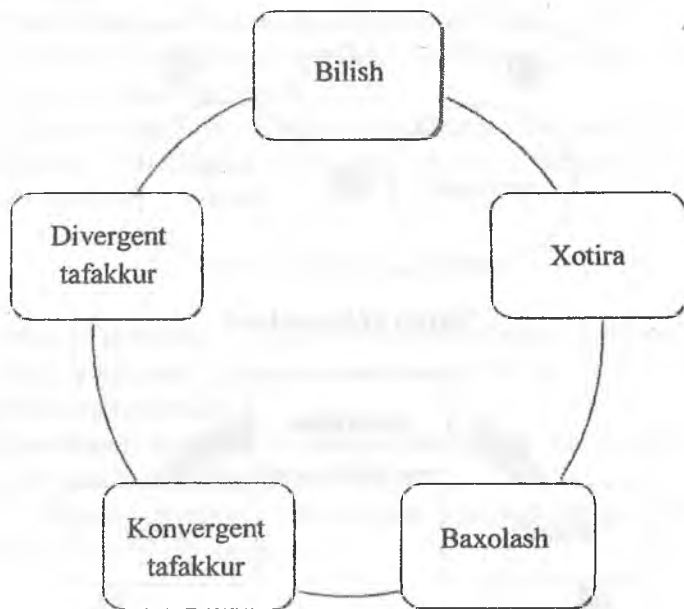 Bilish
Xotira
Baxolash
Konvergent
tafakkur
Divergent
tafakkur